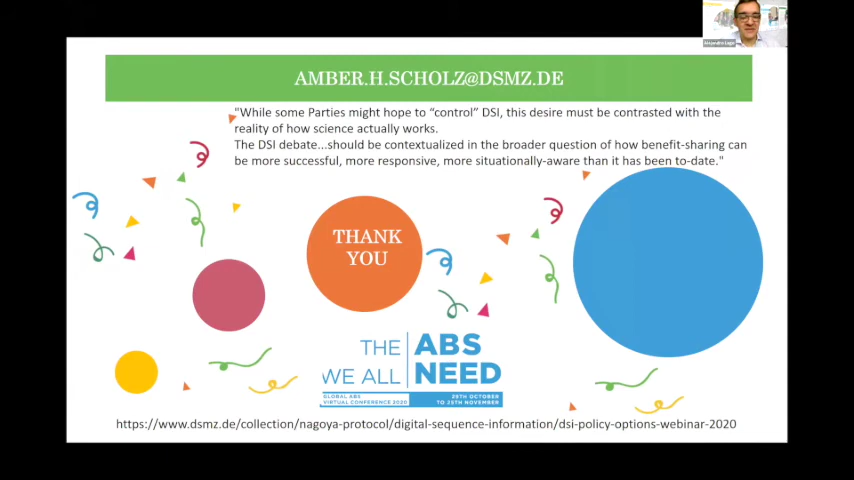 AMBER.H.SCHOLZ@DSMZ.DE
"While some Parties might hope to “control” DSI, this desire must be contrasted with the
reality of how science actually works.
The DSI debate...should be contextualized in the broader question of how benefit-sharing can
be more successful, more responsive, more situationally-aware than it has been to-date."
THANK
YOU
THE ABS
WE ALL NEED
GLOBAL ABS
VIRTUAL CONFERENCE 2020
25TH OCTOBER
TO 25TH NOVEMBER
https://www.dsmz.de/collection/nagoya-protocol/digital-sequence-information/dsi-policy-options-webinar-2020